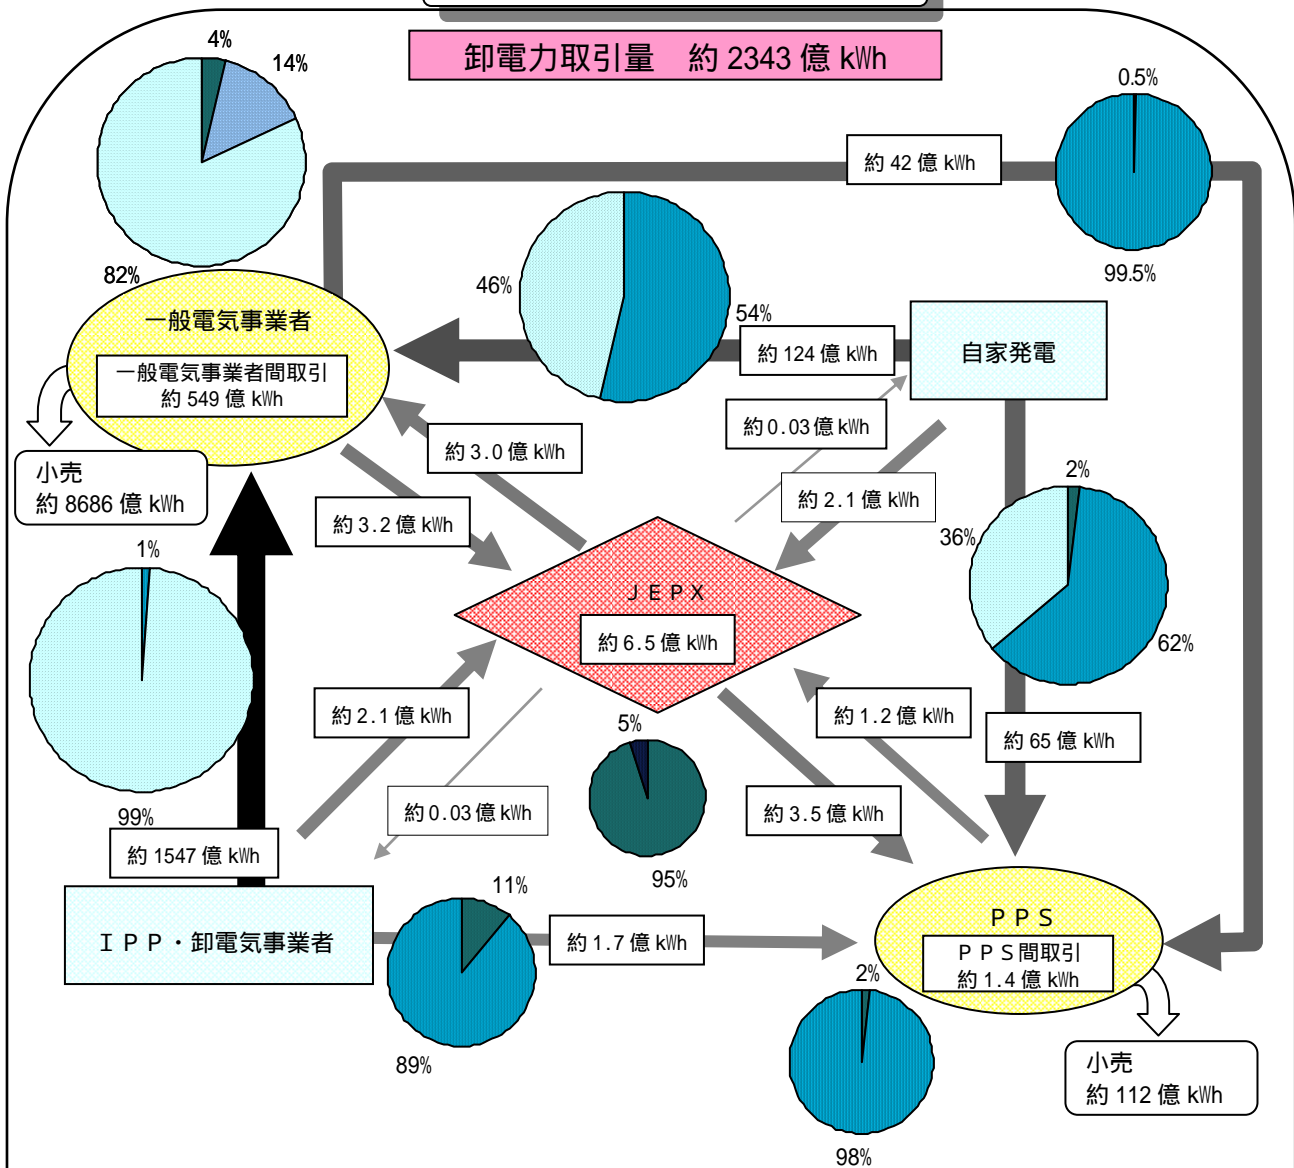 卸電力取引量　約 2343 億 kWh
4%
14%
82%
0.5%
99.5%
約 42 億 kWh
46%
54%
一般電気事業者
一般電気事業者間取引
約 549 億 kWh
約 124 億 kWh
自家発電
小売
約 8686 億 kWh
約 3.0 億 kWh
約 0.03 億 kWh
約 3.2 億 kWh
約 2.1 億 kWh
2%
36%
62%
1%
99%
ＪＥＰＸ
約 6.5 億 kWh
約 2.1 億 kWh
約 1.2 億 kWh
約 65 億 kWh
5%
95%
約 0.03 億 kWh
約 3.5 億 kWh
約 1547 億 kWh
ＩＰＰ・卸電気事業者
11%
89%
約 1.7 億 kWh
ＰＰＳ
ＰＰＳ間取引
約 1.4 億 kWh
2%
98%
小売
約 112 億 kWh